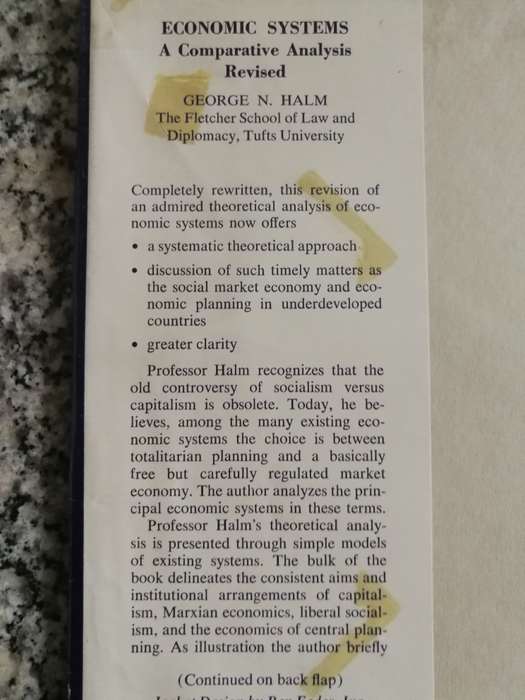 ECONOMIC SYSTEMS
A Comparative Analysis
Revised
GEORGE N. HALM
The Fletcher School of Law and
Diplomacy, Tufts University
Completely rewritten, this revision of
an admired theoretical analysis of eco-
nomic systems now offers
• a systematic theoretical approach
• discussion of such timely matters as
the social market economy and eco-
nomic planning in underdeveloped
countries
• greater clarity
Professor Halm recognizes that the
old controversy of socialism versus
capitalism is obsolete. Today, he be-
lieves, among the many existing eco-
nomic systems the choice is between
totalitarian planning and a basically
free but carefully regulated market
economy. The author analyzes the prin-
cipal economic systems in these terms.
Professor Halm's theoretical analy-
sis is presented through simple models
of existing systems. The bulk of the
book delineates the consistent aims and
institutional arrangements of capital-
ism, Marxian economics, liberal social-
ism, and the economics of central plan-
ning. As illustration the author briefly
(Continued on back flap)